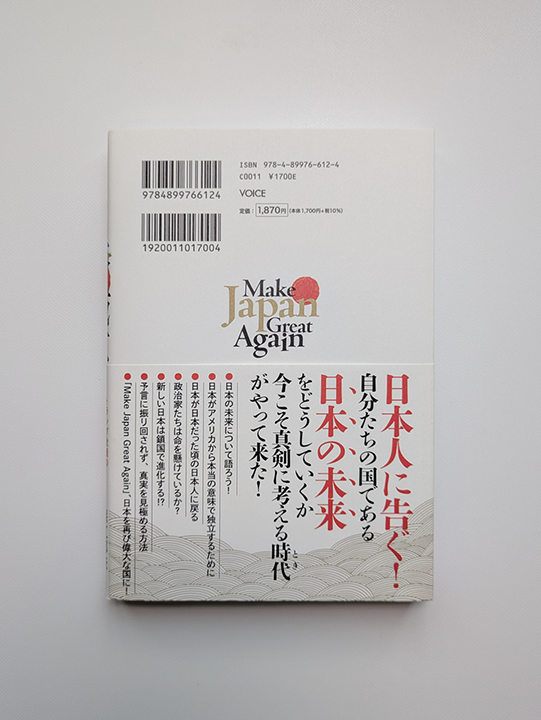 9784899766124
1920011017004
ISBN 978-4-89976-612-4
C0011 ¥1700E
VOICE
定価：1,870円（本体1,700円＋税10％）
Make
Japan
Great
Again
日本人に告ぐ！
自分たちの国である
日本の未来
をどうしていくか
今こそ真剣に考える時代
とき
がやって来た！
●日本の未来について語ろう！
●日本がアメリカから本当の意味で独立するために
●日本が日本だった頃の日本人に戻る
●政治家たちは命を懸けているか？
●新しい日本は鎖国で進化する!?
●予言に振り回されず、真実を見極める方法
●「Make Japan Great Again」“日本を再び偉大な国に！